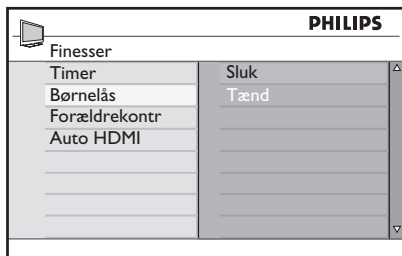 PHILIPS
Finesser
Timer
Børnelås
Forældrekontr
Auto HDMI
Sluk
Tænd